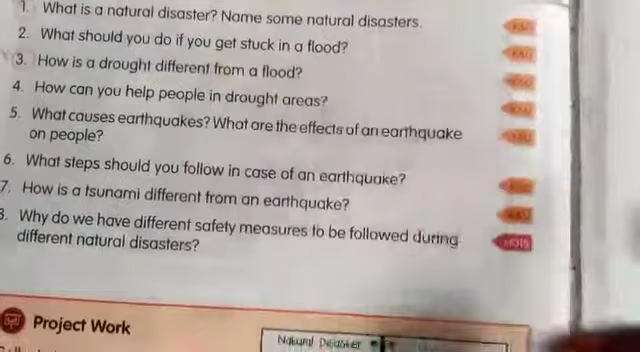 1. What is a natural disaster? Name some natural disasters.
2. What should you do if you get stuck in a flood?
3. How is a drought different from a flood?
4. How can you help people in drought areas?
5. What causes earthquakes? What are the effects of an earthquake
on people?
6. What steps should you follow in case of an earthquake?
7. How is a tsunami different from an earthquake?
8. Why do we have different safety measures to be followed during
different natural disasters?
HOTS
Project Work
Natural Disaster